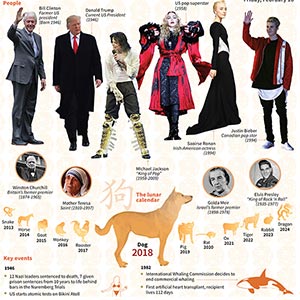 People
Bill Clinton
Former US
president
(Born 1946)
Donald Trump
Current US President
(1946)
US pop superstar
(1958)
Saoirse Ronan
Irish-American actress
(1994)
Justin Bieber
Canadian pop star
(1994)
Winston Churchill
Britain's former premier
(1874-1965)
Mother Teresa
(1910-1997)
Michael Jackson
"King of Pop"
(1958-2009)
Golda Meir
Israel's former premier
(1898-1978)
Elvis Presley
"King of Rock 'n Roll"
(1935-1977)
狗
The lunar
calendar
Snake
2013
Horse
2014
Goat
2015
Monkey
2016
Rooster
2017
Dog
2018
Pig
2019
Rat
2020
Ox
2021
Tiger
2022
Rabbit
2023
Dragon
2024
Key events
1946
12 Nazi leaders sentenced to death, 7 given
prison sentences from 10 years to life behind
bars in the Nuremberg Trials
US starts atomic tests on Bikini Atoll
1982
International Whaling Commission decides to
end commercial whaling
First artificial heart transplant, recipient
lives 112 days